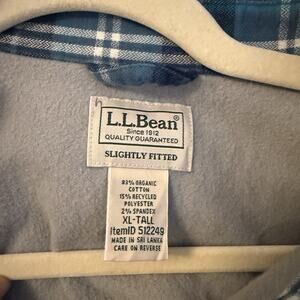 L.L.Bean®
Since 1912
QUALITY GUARANTEED
SLIGHTLY FITTED
83% ORGANIC
COTTON
15% RECYCLED
POLYESTER
2% SPANDEX
XL-TALL
ItemID 512249
MADE IN SRI LANKA
CARE ON REVERSE